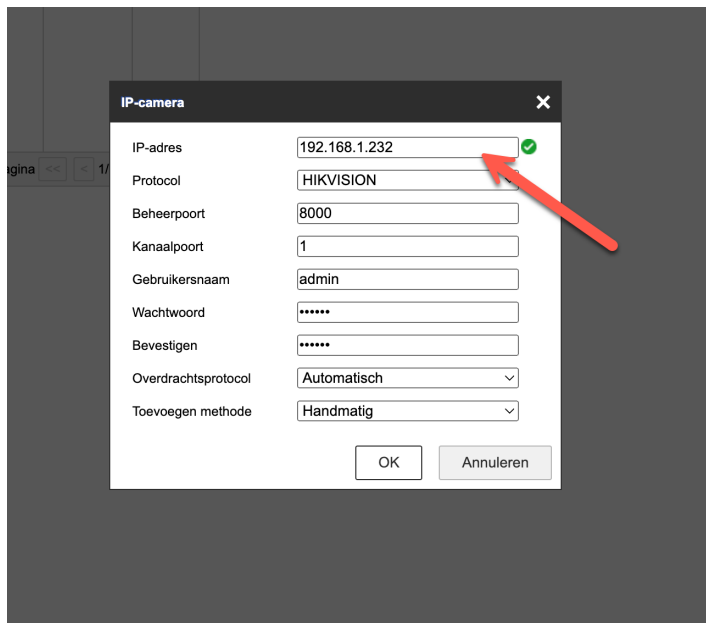 IP-camera
IP-adres 192.168.1.232
agina << < 1/
Protocol HIKVISION
Beheerpoort 8000
Kanaalpoort 1
Gebruikersnaam admin
Wachtwoord ••••••
Bevestigen ••••••
Overdrachtsprotocol Automatisch
Toevoegen methode Handmatig
OK Annuleren